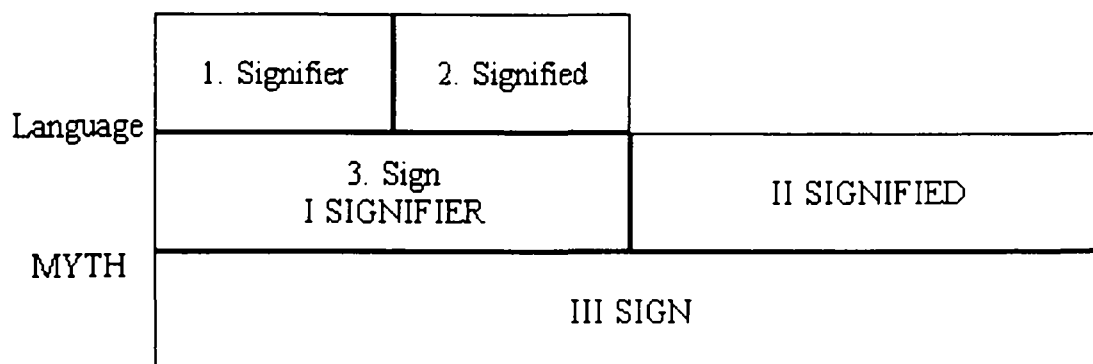 1. Signifier
2. Signified
Language
3. Sign
I SIGNIFIER
II SIGNIFIED
MYTH
III SIGN